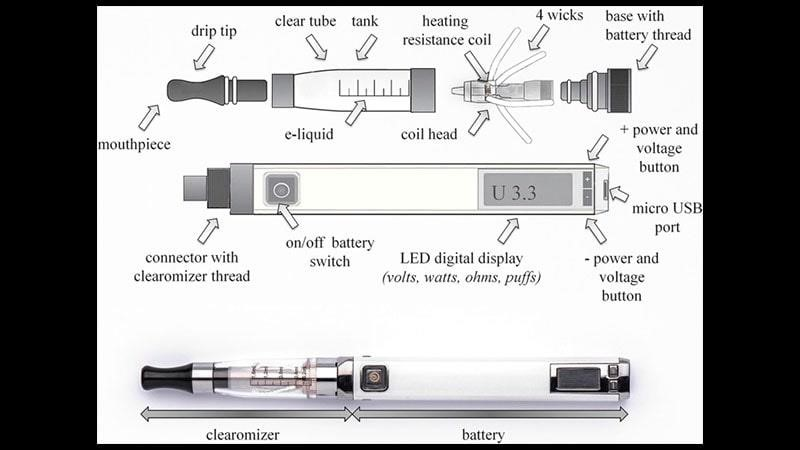 drip tip
clear tube
tank
heating
resistance coil
4 wicks
base with
battery thread
mouthpiece
e-liquid
coil head
+ power and
voltage
button
U 3.3
micro USB
port
connector with
clearomizer thread
on/off battery
switch
LED digital display
(volts, watts, ohms, puffs)
- power and
voltage
button
clearomizer
battery